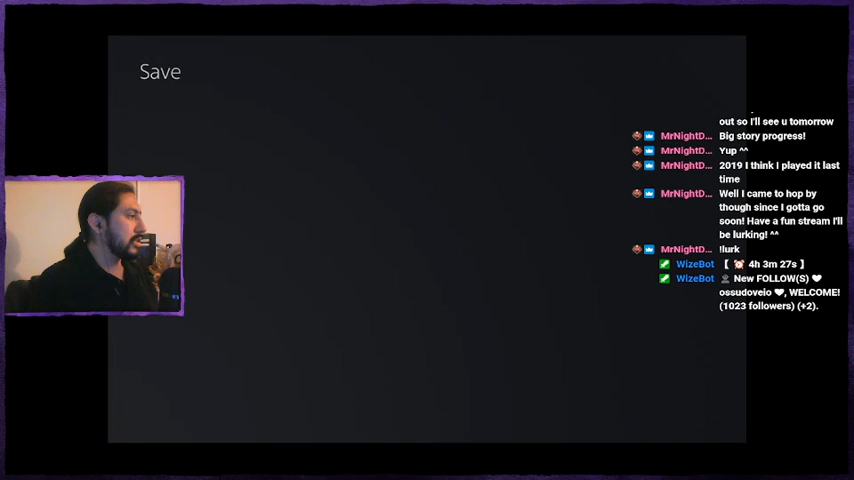 Save
out so I'll see u tomorrow
MrNightD... Big story progress!
MrNightD... Yup ^^
MrNightD... 2019 I think I played it last
time
MrNightD... Well I came to hop by
though since I gotta go
soon! Have a fun stream I'll
be lurking! ^^
MrNightD... !lurk
WizeBot 【 ⏰ 4h 3m 27s 】
WizeBot New FOLLOW(S) ❤
ossudoveio ❤, WELCOME!
(1023 followers) (+2).